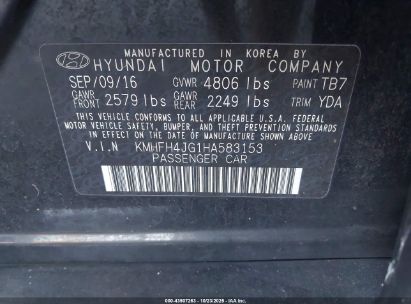 MANUFACTURED IN KOREA BY
HYUNDAI MOTOR COMPANY
SEP/09/16 GVWR 4806 lbs PAINT TB7
GAWR FRONT 2579 lbs GAWR REAR 2249 lbs TRIM YDA
THIS VEHICLE CONFORMS TO ALL APPLICABLE U.S.A. FEDERAL
MOTOR VEHICLE SAFETY, BUMPER, AND THEFT PREVENTION STANDARDS
IN EFFECT ON THE DATE OF MANUFACTURE SHOWN ABOVE.
V.I.N KMHFH4JG1HA583153
PASSENGER CAR